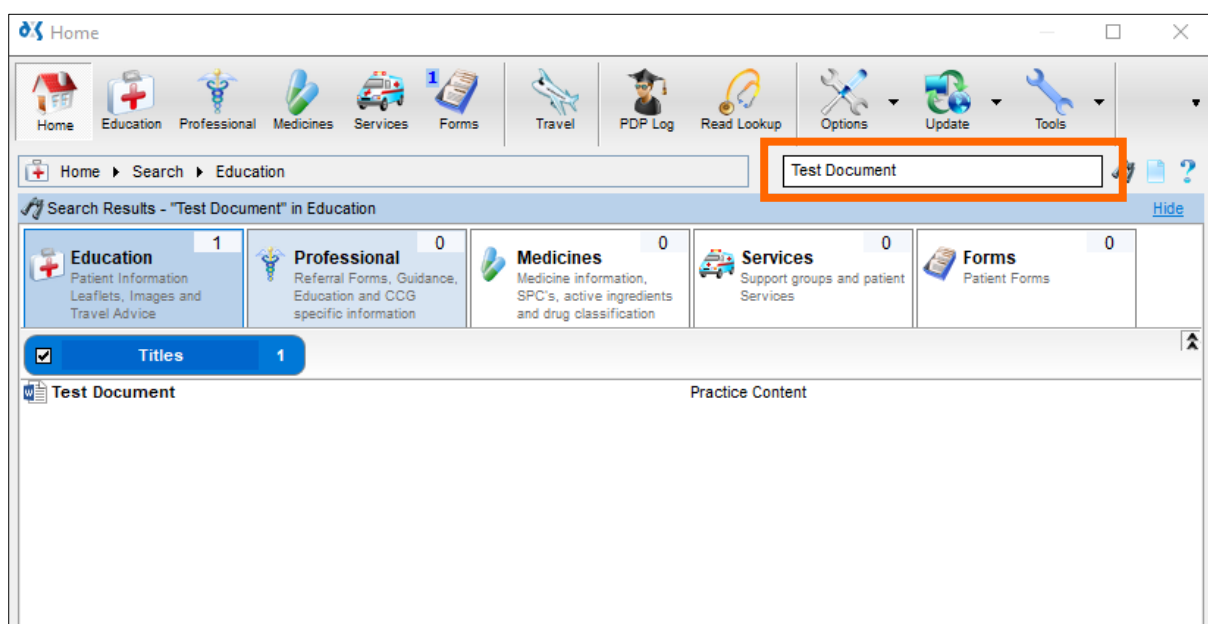 Home
1
Home Education Professional Medicines Services Forms Travel PDP Log Read Lookup Options Update Tools
Home Search Education
Test Document
?
Search Results - "Test Document" in Education
Hide
Education 1
Patient Information
Leaflets, Images and
Travel Advice
Professional 0
Referral Forms, Guidance,
Education and CCG
specific information
Medicines 0
Medicine information,
SPC's, active ingredients
and drug classification
Services 0
Support groups and patient
Services
Forms 0
Patient Forms
Titles 1
Test Document Practice Content